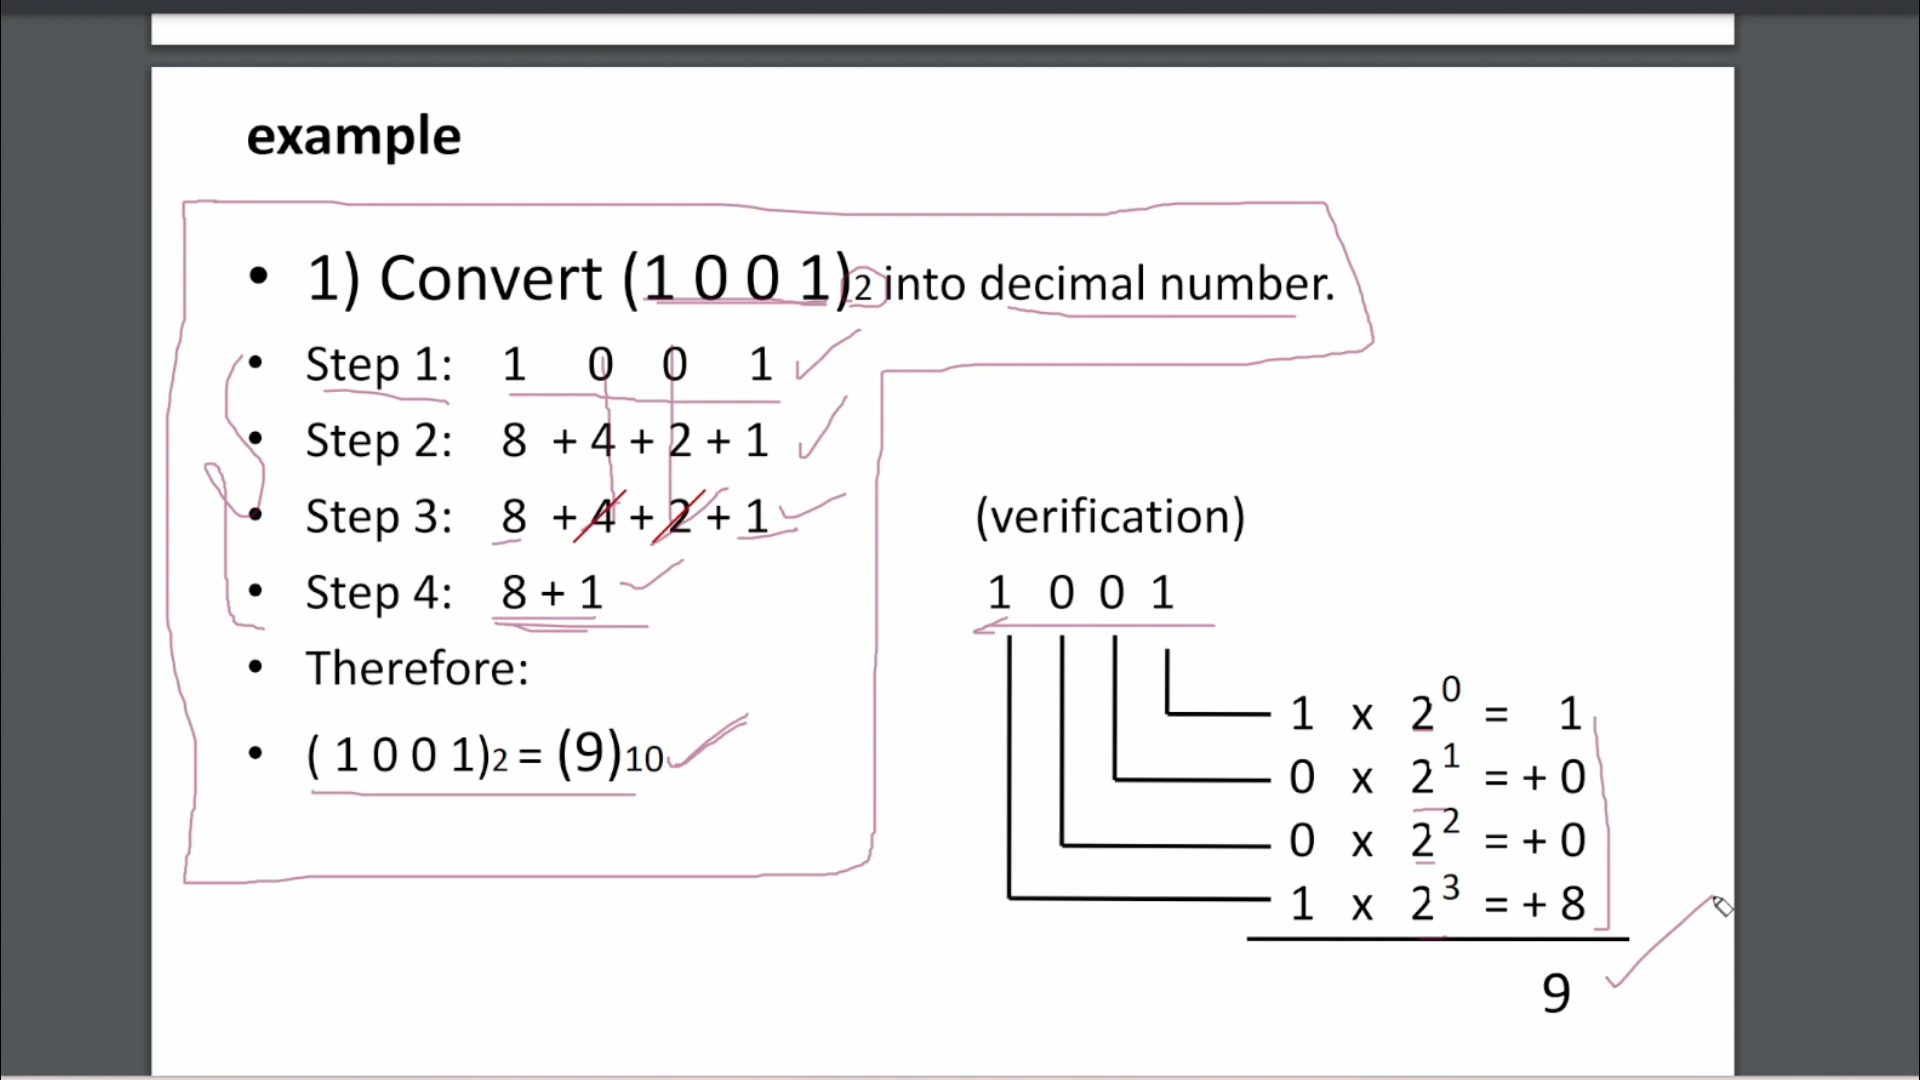 example
• 1) Convert (1 0 0 1)2 into decimal number.
• Step 1: 1 0 0 1
• Step 2: 8 + 4 + 2 + 1
• Step 3: 8 + 4 + 2 + 1
• Step 4: 8 + 1
• Therefore:
• ( 1 0 0 1)2 = (9)10
(verification)
1 0 0 1
1 x 2^0 = 1
0 x 2^1 = + 0
0 x 2^2 = + 0
1 x 2^3 = + 8
9